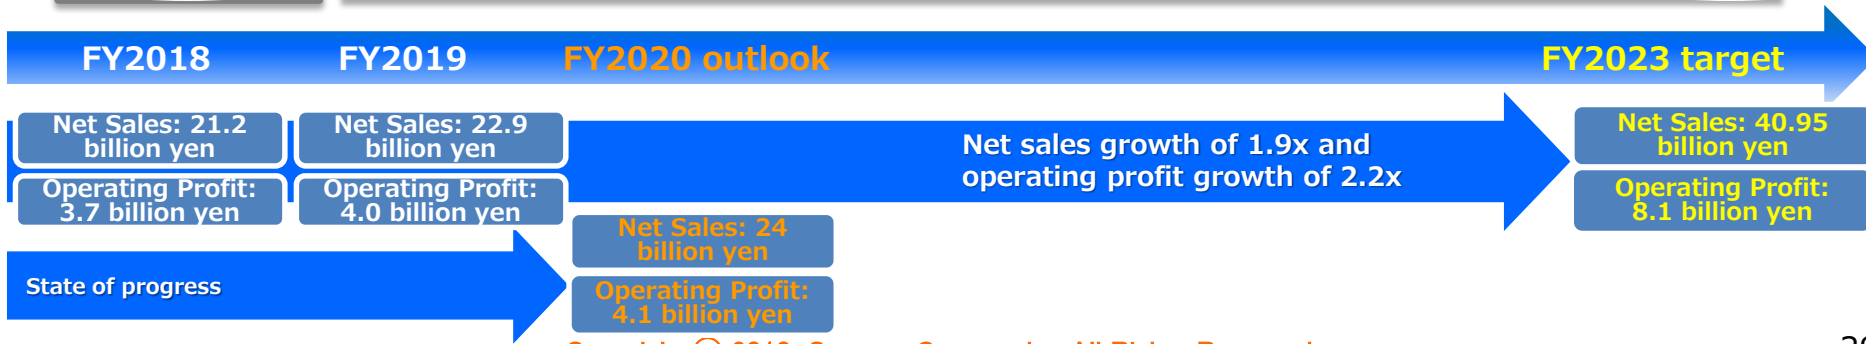 FY2018 FY2019 FY2020 outlook FY2023 target
Net Sales: 21.2
billion yen
Net Sales: 22.9
billion yen
Net sales growth of 1.9x and
operating profit growth of 2.2x
Net Sales: 40.95
billion yen
Operating Profit:
3.7 billion yen
Operating Profit:
4.0 billion yen
Operating Profit:
8.1 billion yen
State of progress
Net Sales: 24
billion yen
Operating Profit:
4.1 billion yen